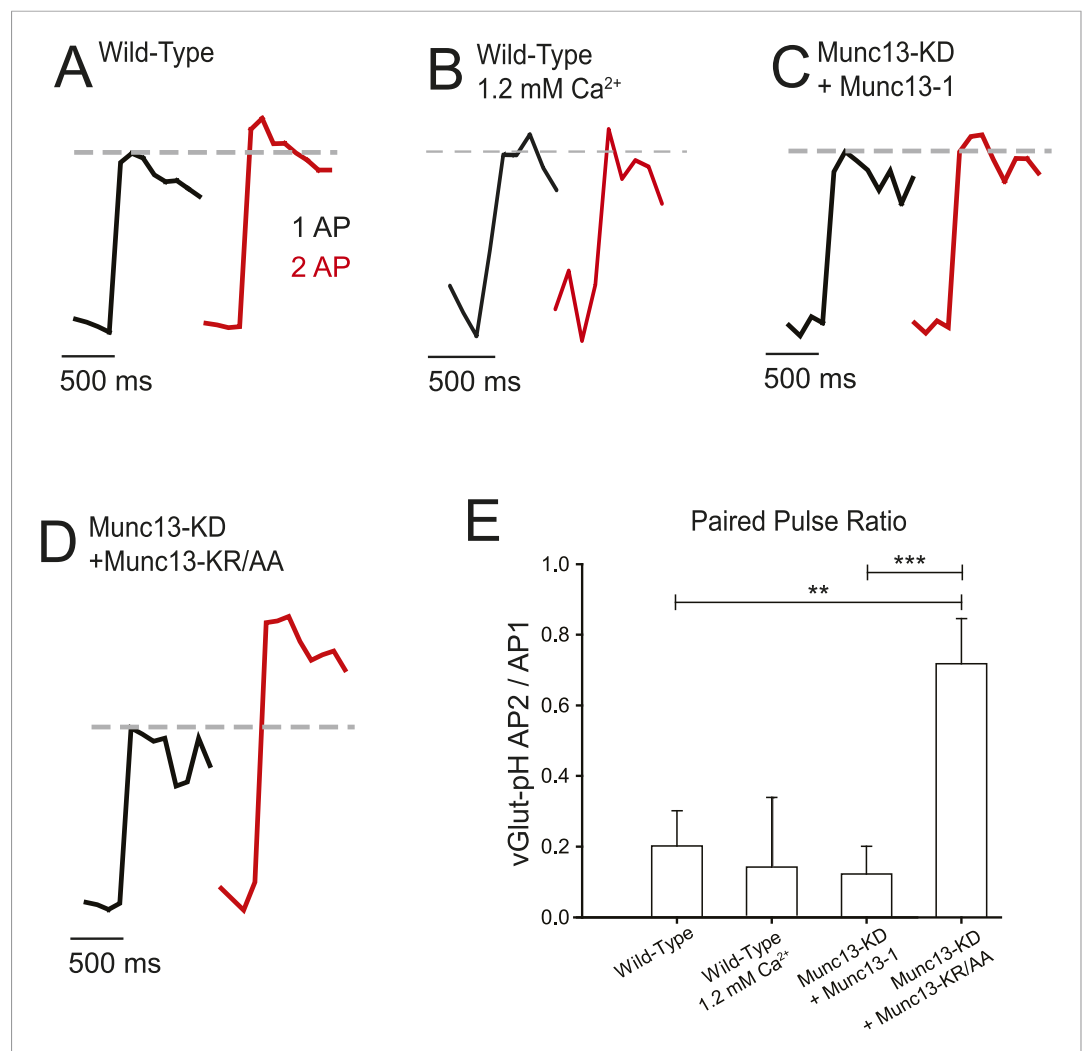 A Wild-Type
1 AP
2 AP
500 ms
B Wild-Type
1.2 mM Ca²⁺
500 ms
C Munc13-KD
+ Munc13-1
500 ms
D Munc13-KD
+Munc13-KR/AA
500 ms
E
Paired Pulse Ratio
vGlut-pH AP2 / AP1
1.0
0.8
0.6
0.4
0.2
0.0
**
***
Wild-Type
Wild-Type
1.2 mM Ca²⁺
Munc13-KD
+ Munc13-1
Munc13-KD
+ Munc13-KR/AA